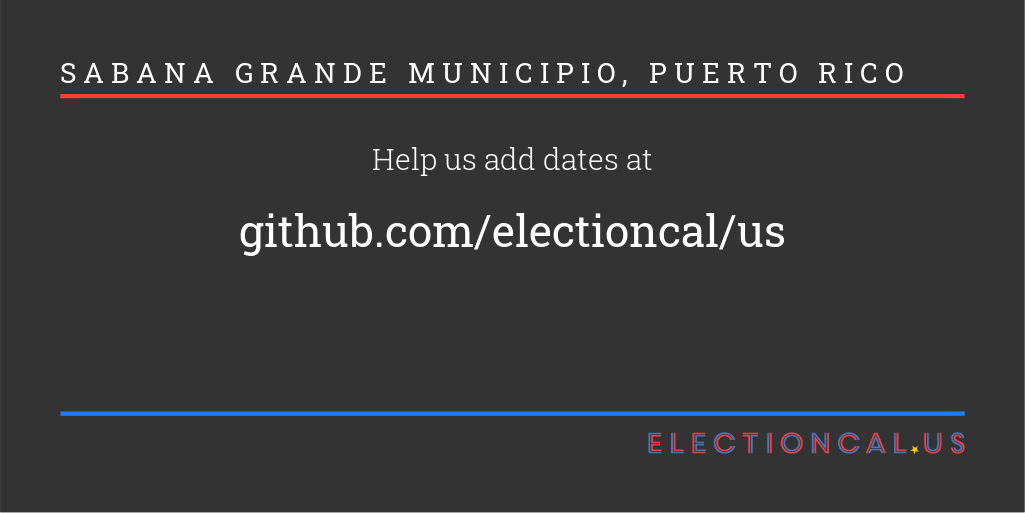 SABANA GRANDE MUNICIPIO, PUERTO RICO
Help us add dates at
github.com/electioncal/us
ELECTIONCAL.US